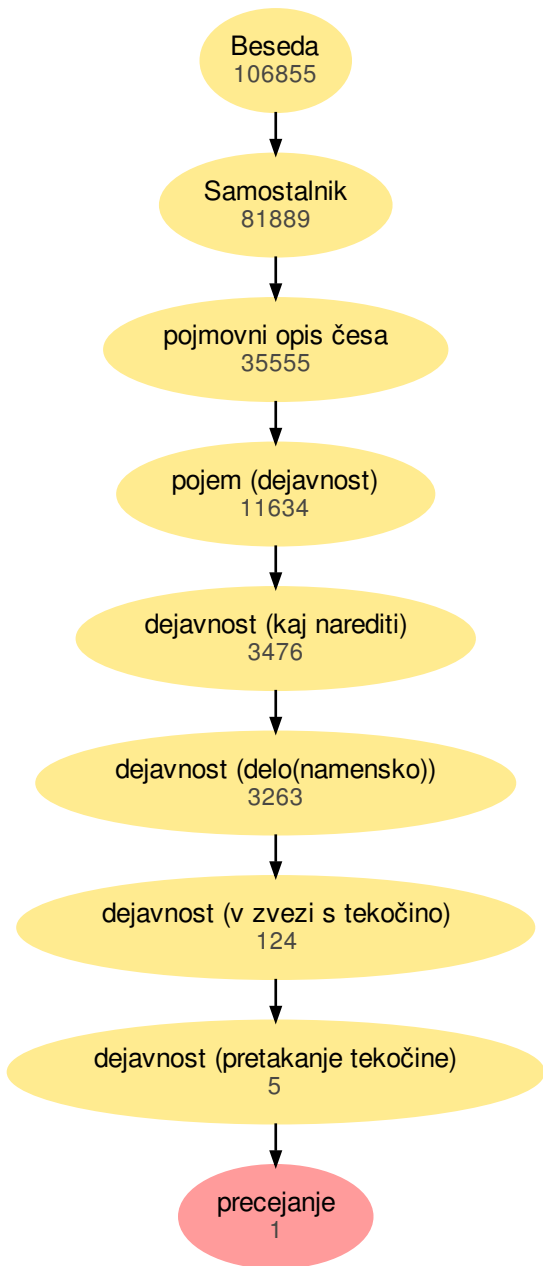 Beseda
106855
Samostalnik
81889
pojmovni opis česa
35555
pojem (dejavnost)
11634
dejavnost (kaj narediti)
3476
dejavnost (delo(namensko))
3263
dejavnost (v zvezi s tekočino)
124
dejavnost (pretakanje tekočine)
5
precejanje
1